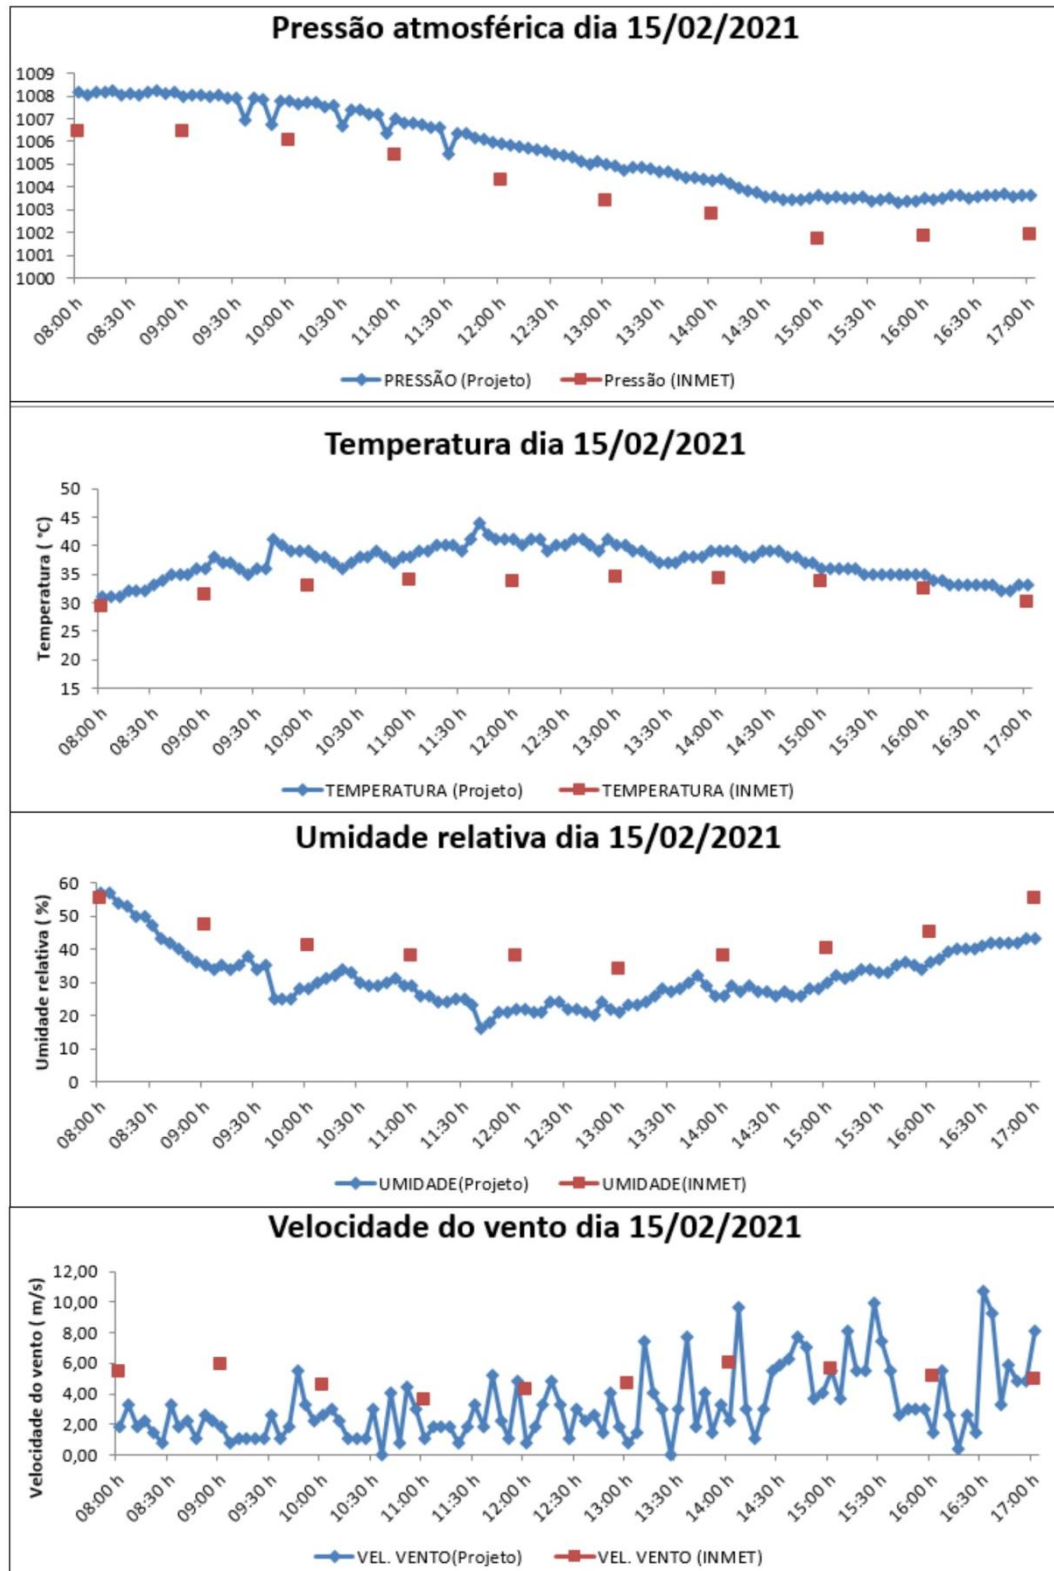 Pressão atmosférica dia 15/02/2021
1009
1008
1007
1006
1005
1004
1003
1002
1001
1000
08:00 h 08:30 h 09:00 h 09:30 h 10:00 h 10:30 h 11:00 h 11:30 h 12:00 h 12:30 h 13:00 h 13:30 h 14:00 h 14:30 h 15:00 h 15:30 h 16:00 h 16:30 h 17:00 h
PRESSÃO (Projeto) Pressão (INMET)
Temperatura dia 15/02/2021
Temperatura ( °C)
50
45
40
35
30
25
20
15
08:00 h 08:30 h 09:00 h 09:30 h 10:00 h 10:30 h 11:00 h 11:30 h 12:00 h 12:30 h 13:00 h 13:30 h 14:00 h 14:30 h 15:00 h 15:30 h 16:00 h 16:30 h 17:00 h
TEMPERATURA (Projeto) TEMPERATURA (INMET)
Umidade relativa dia 15/02/2021
Umidade relativa ( %)
60
50
40
30
20
10
0
08:00 h 08:30 h 09:00 h 09:30 h 10:00 h 10:30 h 11:00 h 11:30 h 12:00 h 12:30 h 13:00 h 13:30 h 14:00 h 14:30 h 15:00 h 15:30 h 16:00 h 16:30 h 17:00 h
UMIDADE(Projeto) UMIDADE(INMET)
Velocidade do vento dia 15/02/2021
Velocidade do vento ( m/s)
12,00
10,00
8,00
6,00
4,00
2,00
0,00
08:00 h 08:30 h 09:00 h 09:30 h 10:00 h 10:30 h 11:00 h 11:30 h 12:00 h 12:30 h 13:00 h 13:30 h 14:00 h 14:30 h 15:00 h 15:30 h 16:00 h 16:30 h 17:00 h
VEL. VENTO(Projeto) VEL. VENTO (INMET)